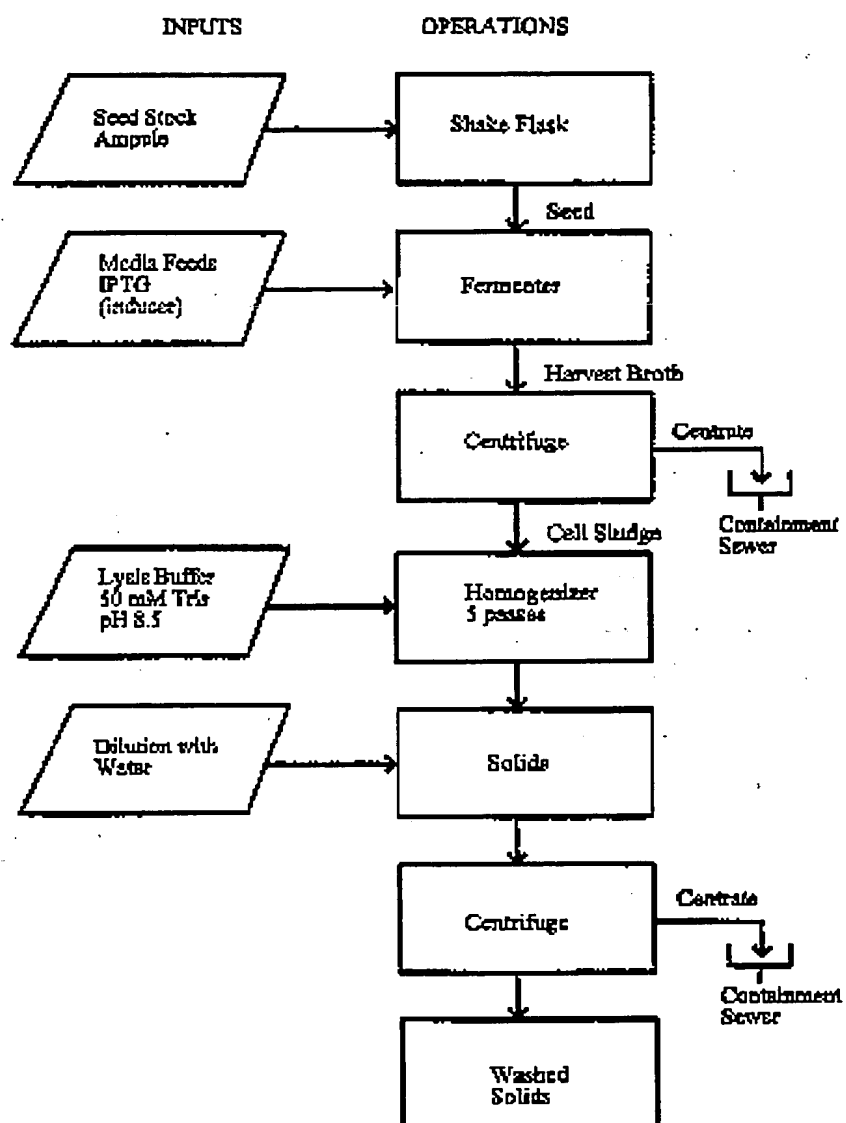 INPUTS
OPERATIONS
Seed Stock
Ampule
Shake Flask
Seed
Media Feeds
IPTG
(inducer)
Fermenter
Harvest Broth
Centrifuge
Centrate
Containment
Sewer
Cell Sludge
Lysis Buffer
50 mM Tris
pH 8.5
Homogenizer
5 passes
Dilution with
Water
Solids
Centrifuge
Centrate
Containment
Sewer
Washed
Solids